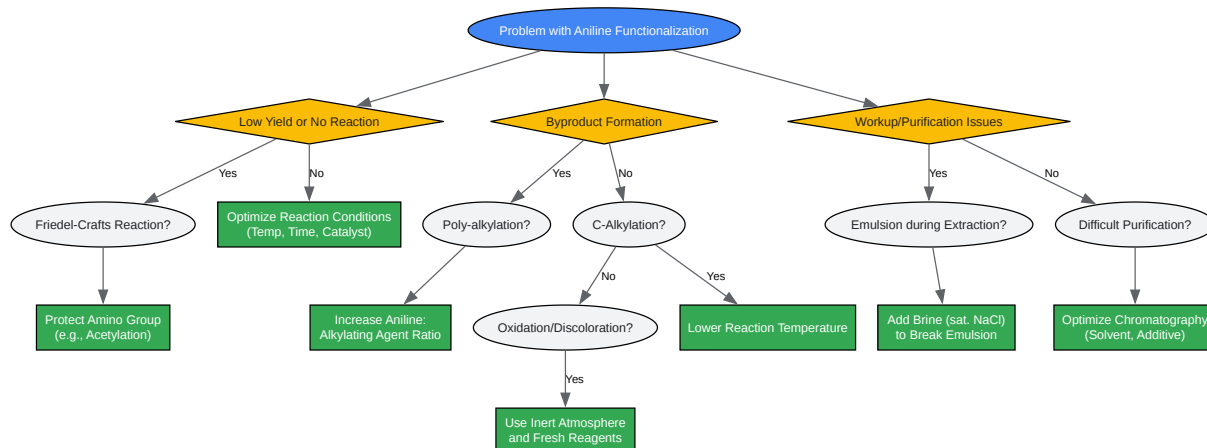 Problem with Aniline Functionalization
Low Yield or No Reaction
Byproduct Formation
Workup/Purification Issues
Yes
No
Yes
No
Yes
No
Friedel-Crafts Reaction?
Optimize Reaction Conditions
(Temp, Time, Catalyst)
Poly-alkylation?
C-Alkylation?
Emulsion during Extraction?
Difficult Purification?
No
Yes
Protect Amino Group
(e.g., Acetylation)
Increase Aniline:
Alkylating Agent Ratio
Oxidation/Discoloration?
Lower Reaction Temperature
Add Brine (sat. NaCl)
to Break Emulsion
Optimize Chromatography
(Solvent, Additive)
Yes
Use Inert Atmosphere
and Fresh Reagents